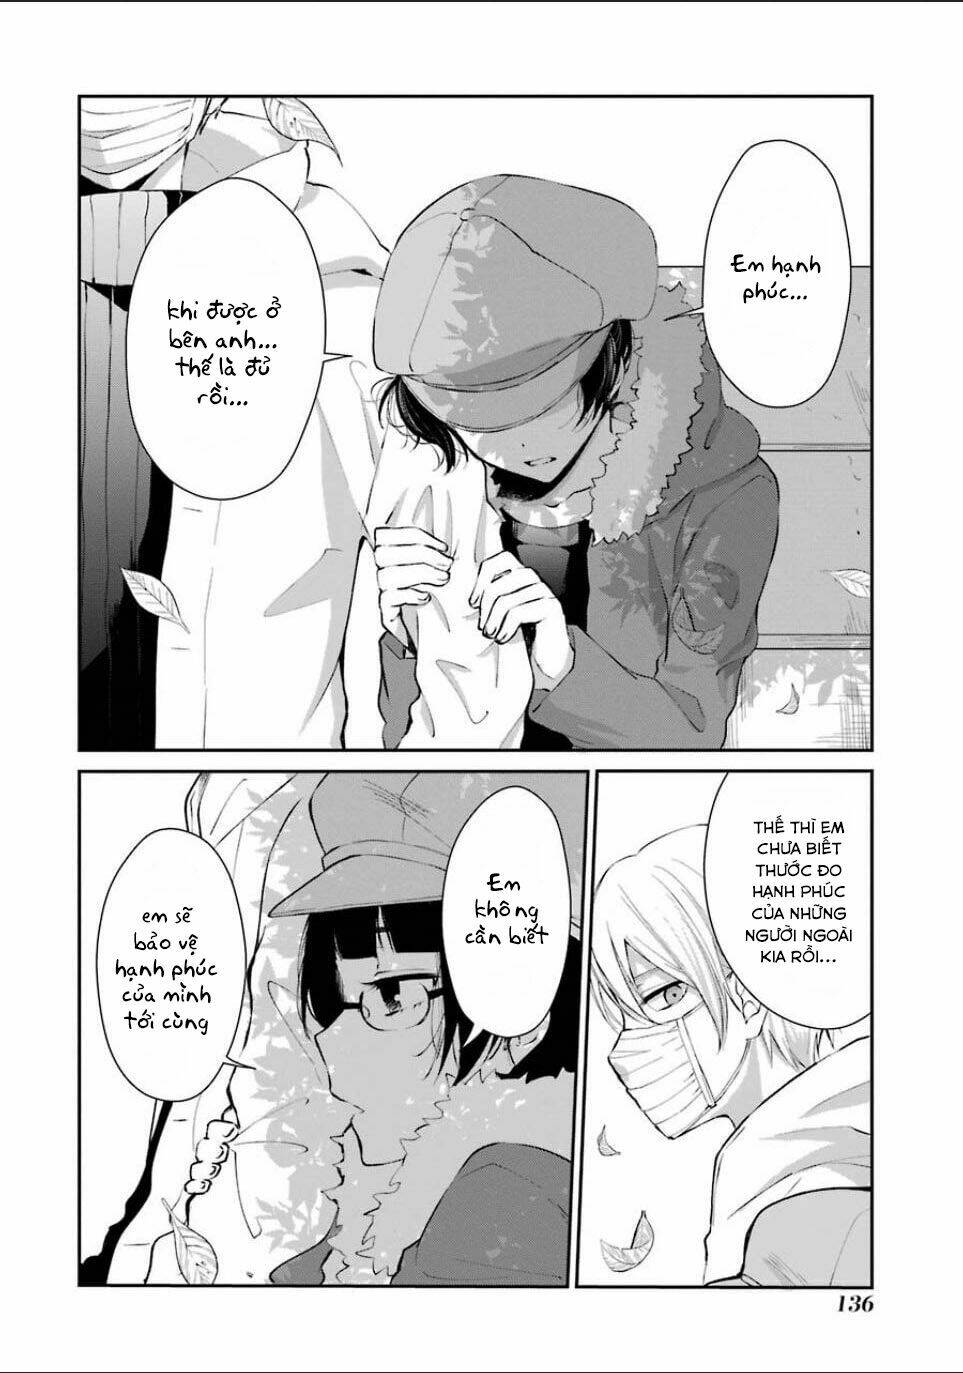 Em hạnh
phúc...
khi được ở
bên anh...
thế là đủ
rồi...
THẾ THÌ EM
CHƯA BIẾT
THƯỚC ĐO
HẠNH PHÚC
CỦA NHỮNG
NGƯỜI NGOÀI
KIA RỒI...
Em
không
cần biết
em sẽ
bảo vệ
hạnh phúc
của mình
tới cùng
136